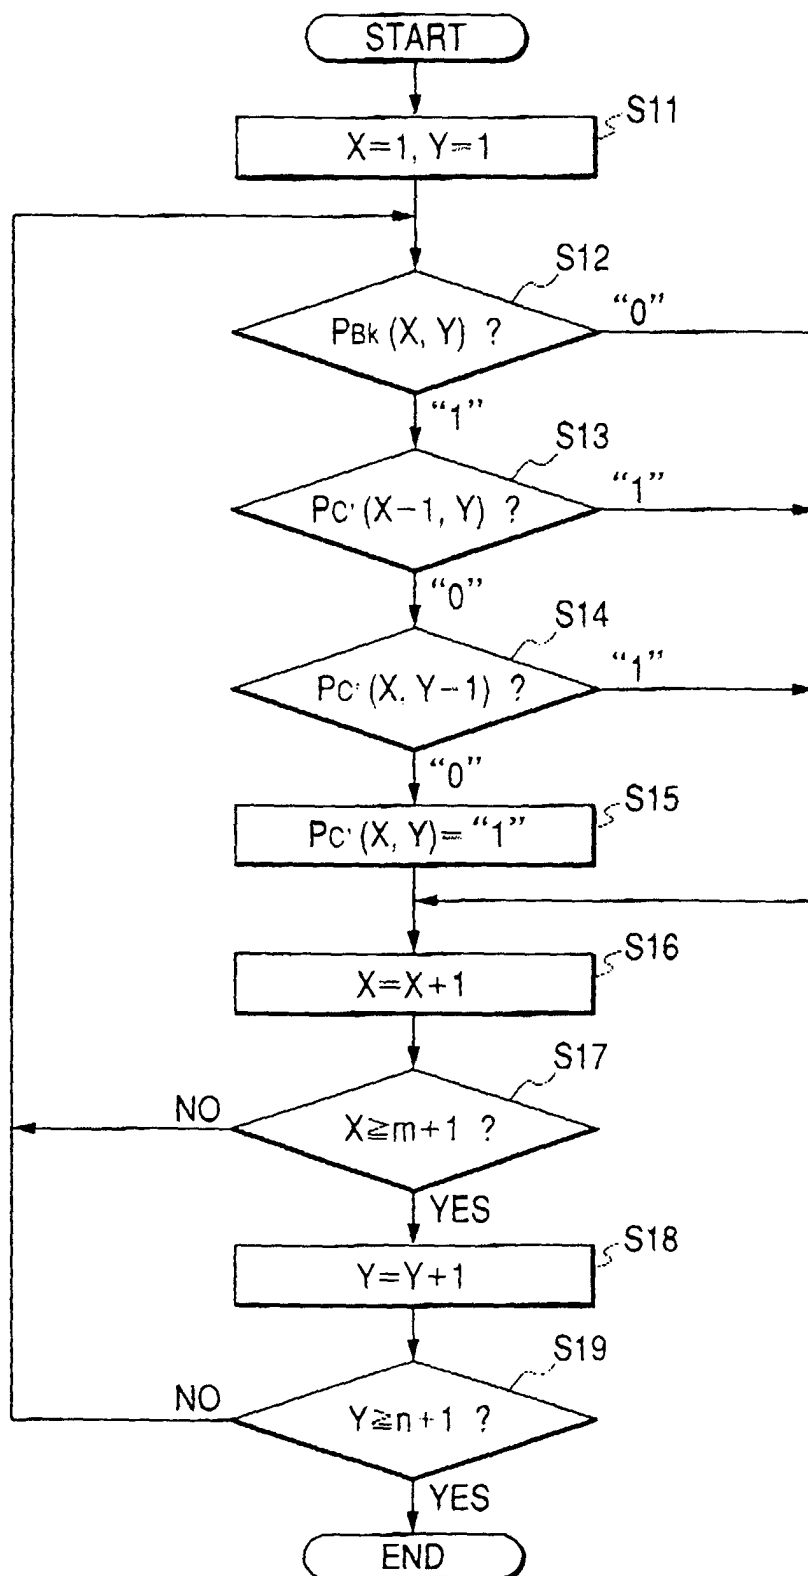 START
S11
X=1, Y=1
S12
PBk (X, Y) ?
“0”
“1”
S13
PC' (X−1, Y) ?
“1”
“0”
S14
PC' (X, Y−1) ?
“1”
“0”
S15
PC' (X, Y)= “1”
S16
X=X+1
S17
NO
X≧m+1 ?
YES
S18
Y=Y+1
S19
NO
Y≧n+1 ?
YES
END